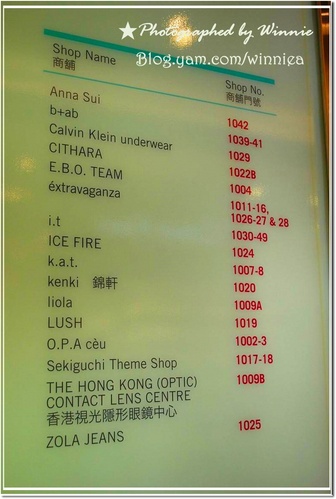 ★ Photographed by Winnie
Blog.yam.com/winniea
Shop Name Shop No.
商舖 商舖門號
Anna Sui 1042
b+ab 1039-41
Calvin Klein underwear 1029
CITHARA 1022B
E.B.O. TEAM 1004
éxtravaganza 1011-16,
1026-27 & 28
i.t 1030-49
ICE FIRE 1024
k.a.t. 1007-8
kenki 錦軒 1020
liola 1009A
LUSH 1019
O.P.A cèu 1002-3
Sekiguchi Theme Shop 1017-18
THE HONG KONG (OPTIC) 1009B
CONTACT LENS CENTRE
香港視光隱形眼鏡中心
ZOLA JEANS 1025